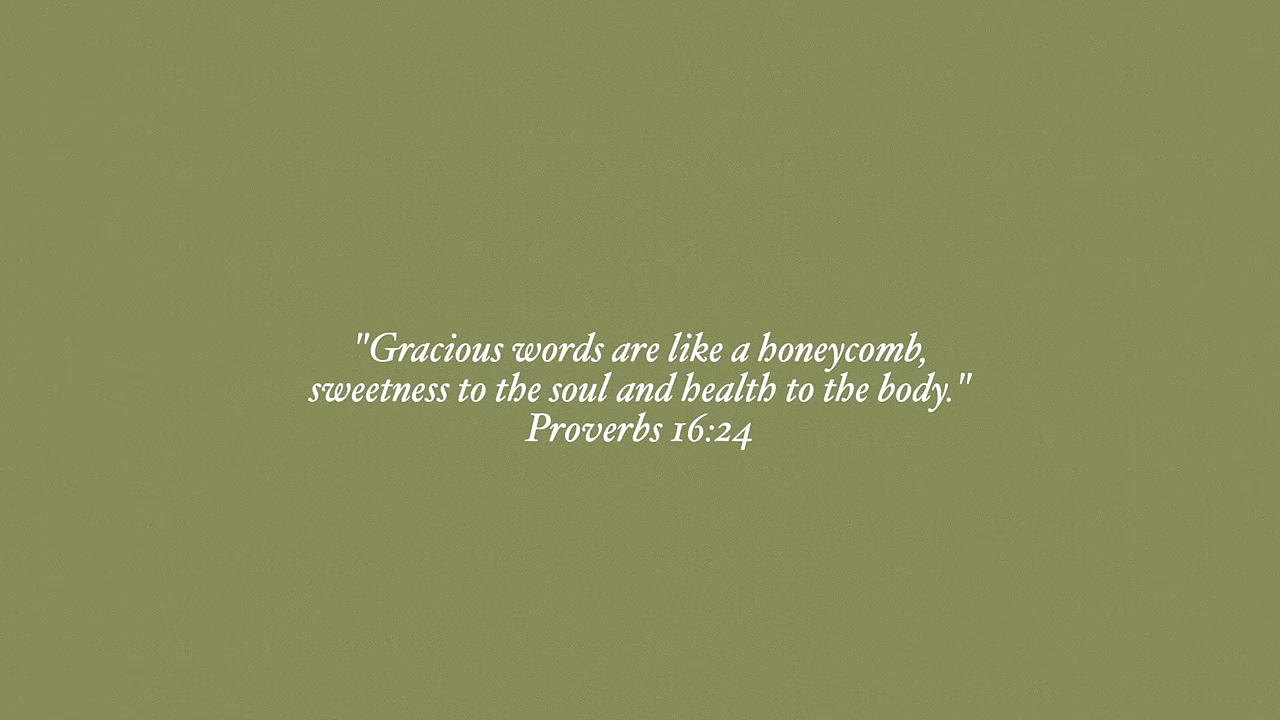 "Gracious words are like a honeycomb,
sweetness to the soul and health to the body."
Proverbs 16:24